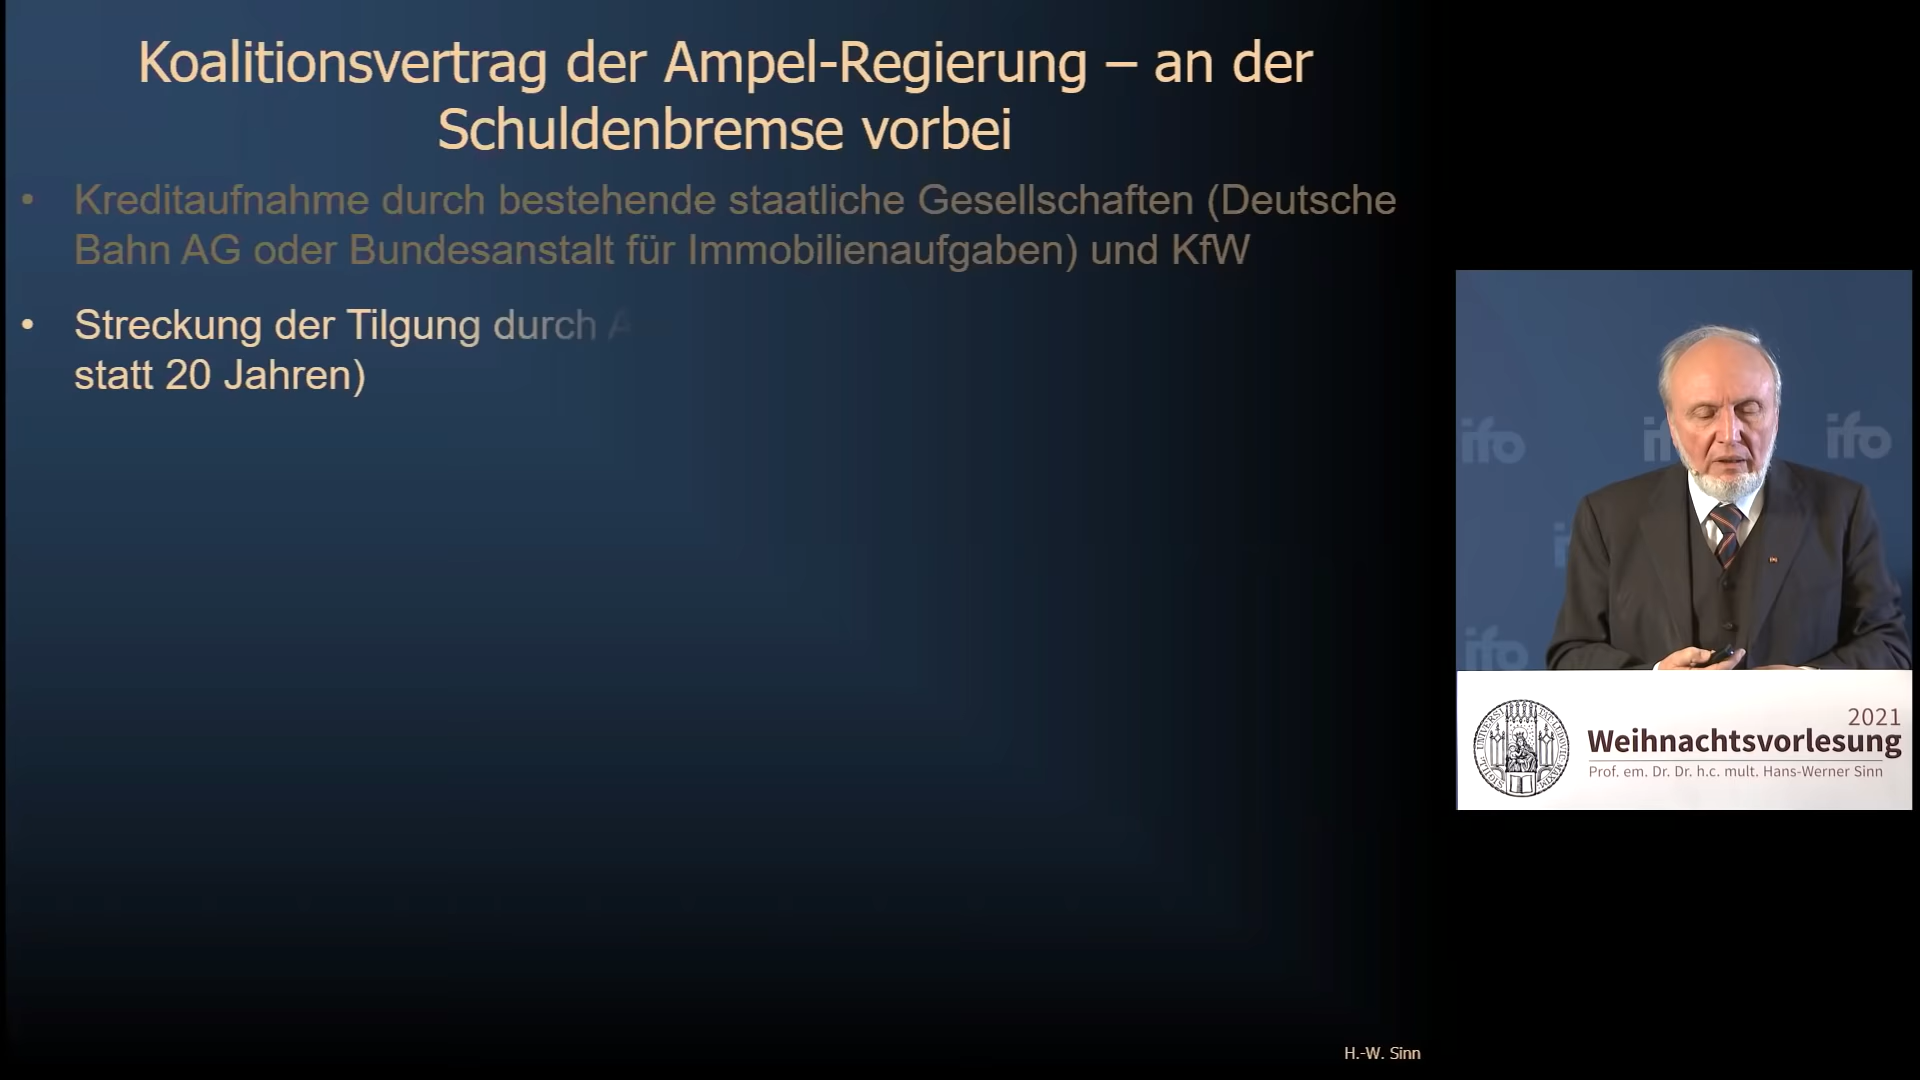 Koalitionsvertrag der Ampel-Regierung – an der
Schuldenbremse vorbei
• Kreditaufnahme durch bestehende staatliche Gesellschaften (Deutsche
Bahn AG oder Bundesanstalt für Immobilienaufgaben) und KfW
• Streckung der Tilgung durch A
statt 20 Jahren)
ifo
ifo
ifo
2021
Weihnachtsvorlesung
Prof. em. Dr. Dr. h.c. mult. Hans-Werner Sinn
H.-W. Sinn